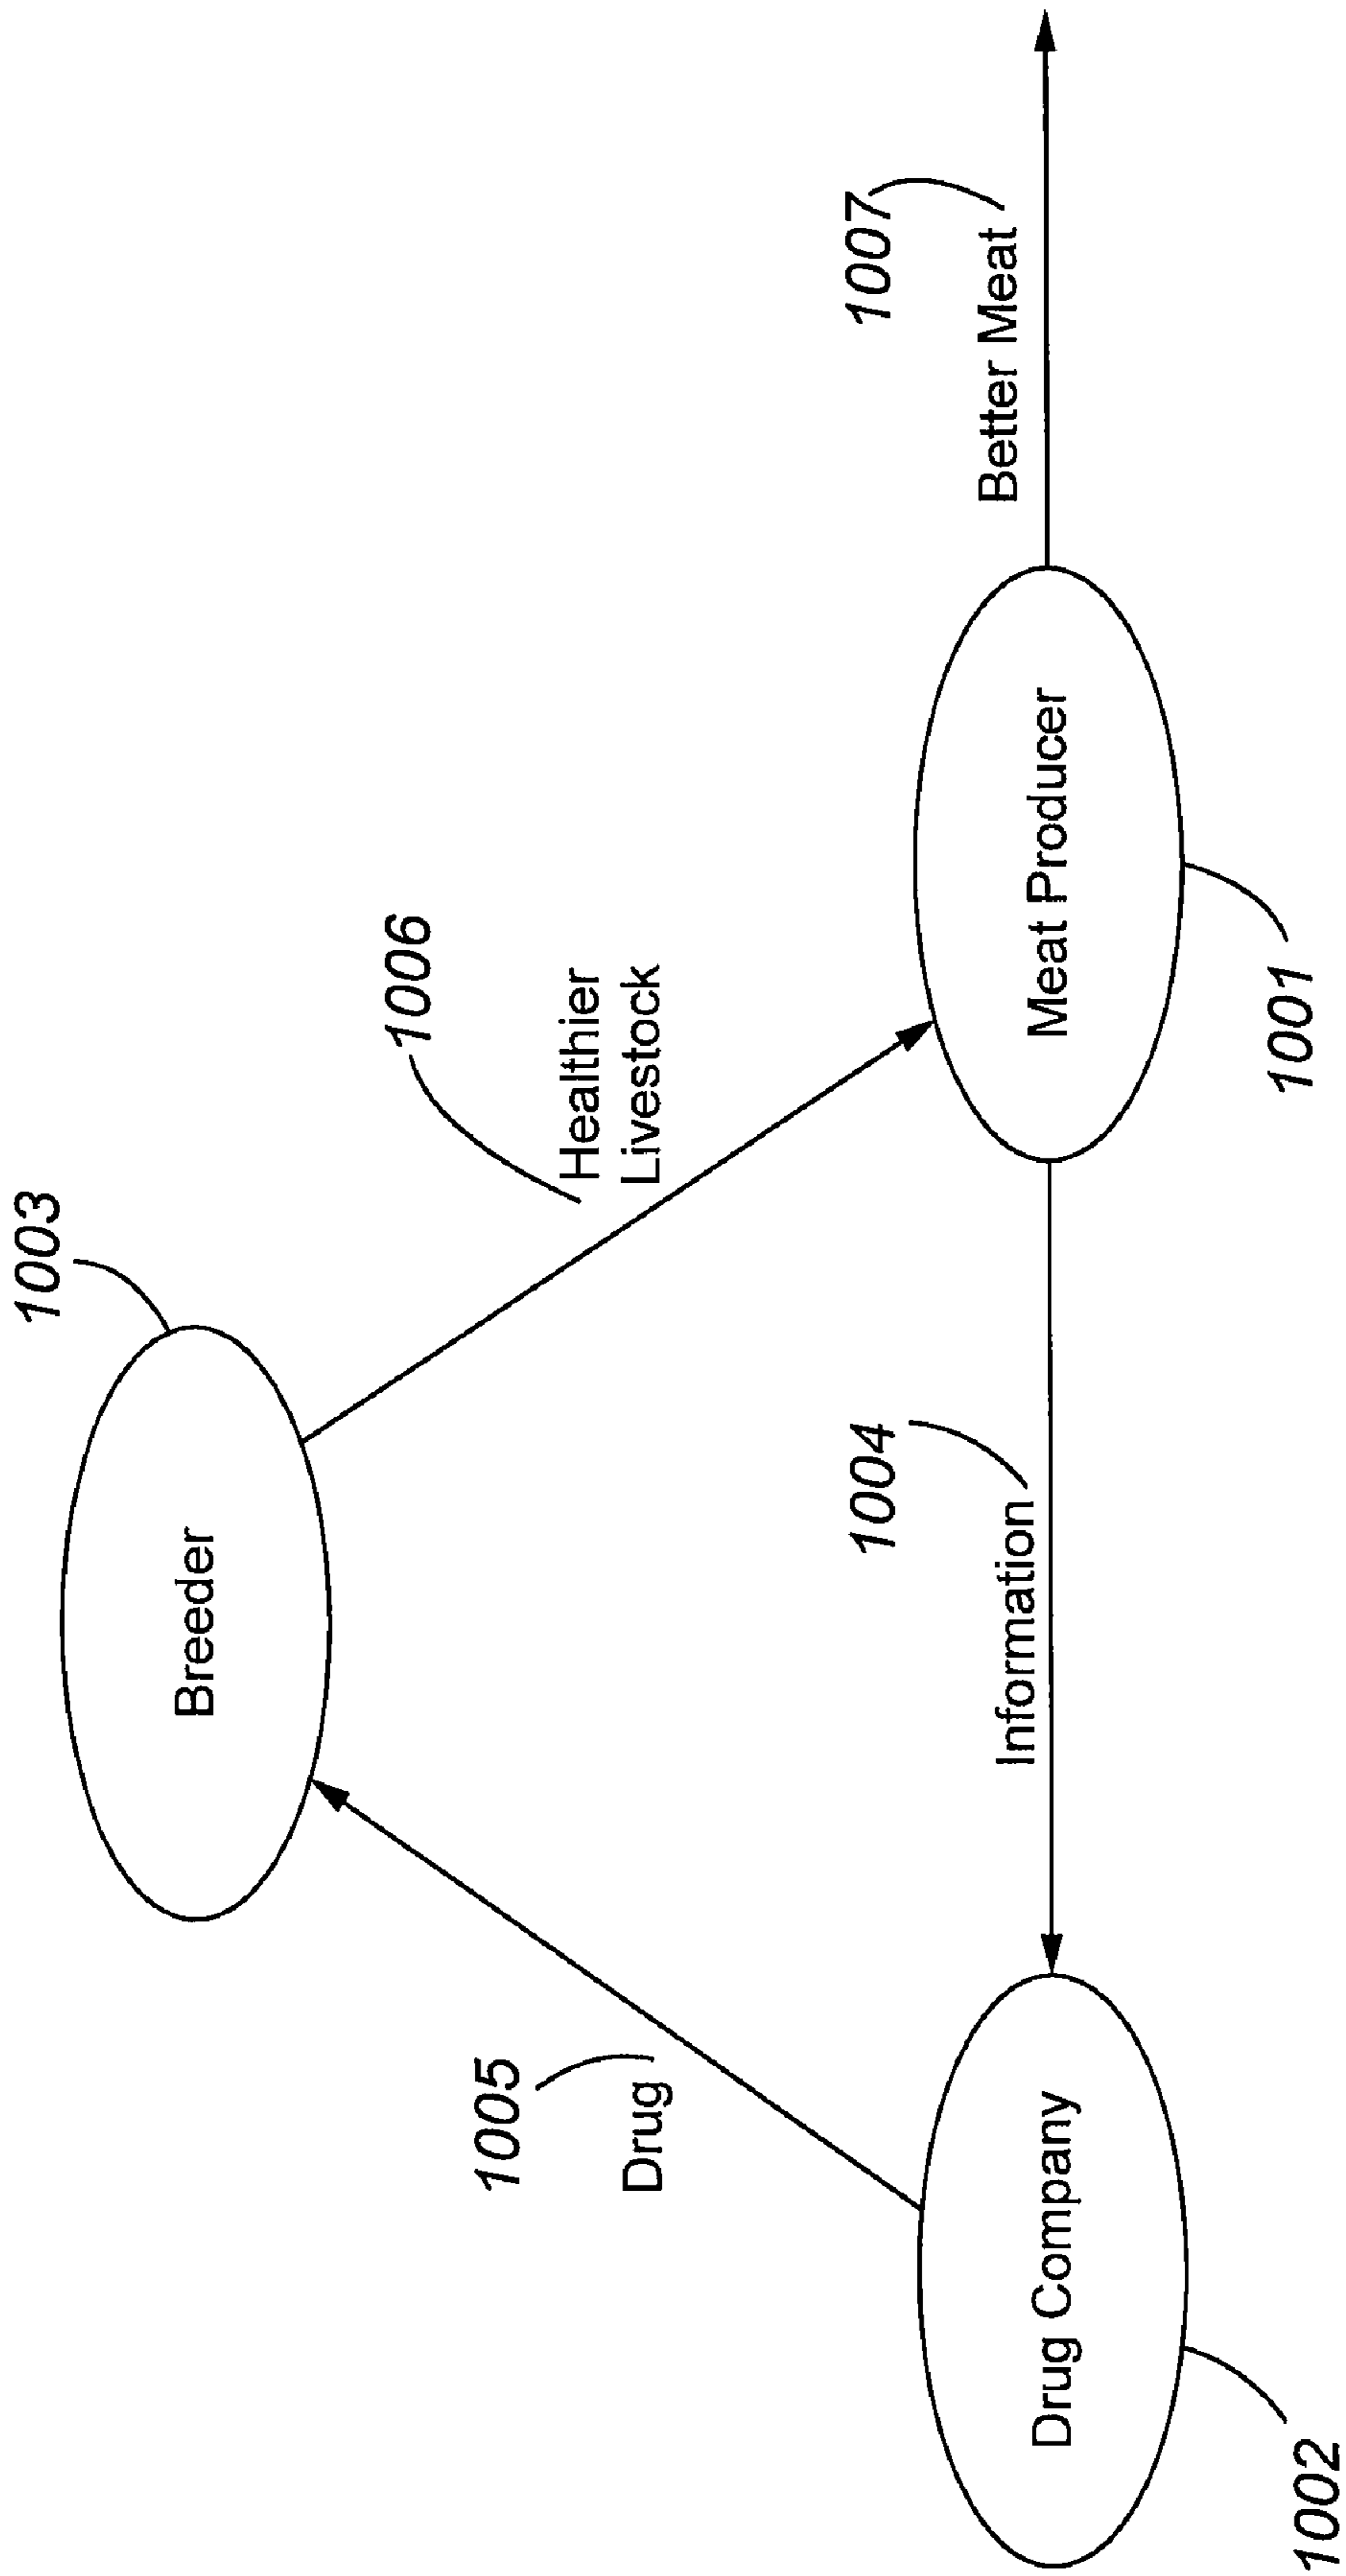 1003
Breeder
1006
Healthier
Livestock
1005
Drug
1004
Information
1007
Better Meat
Drug Company
Meat Producer
1002
1001